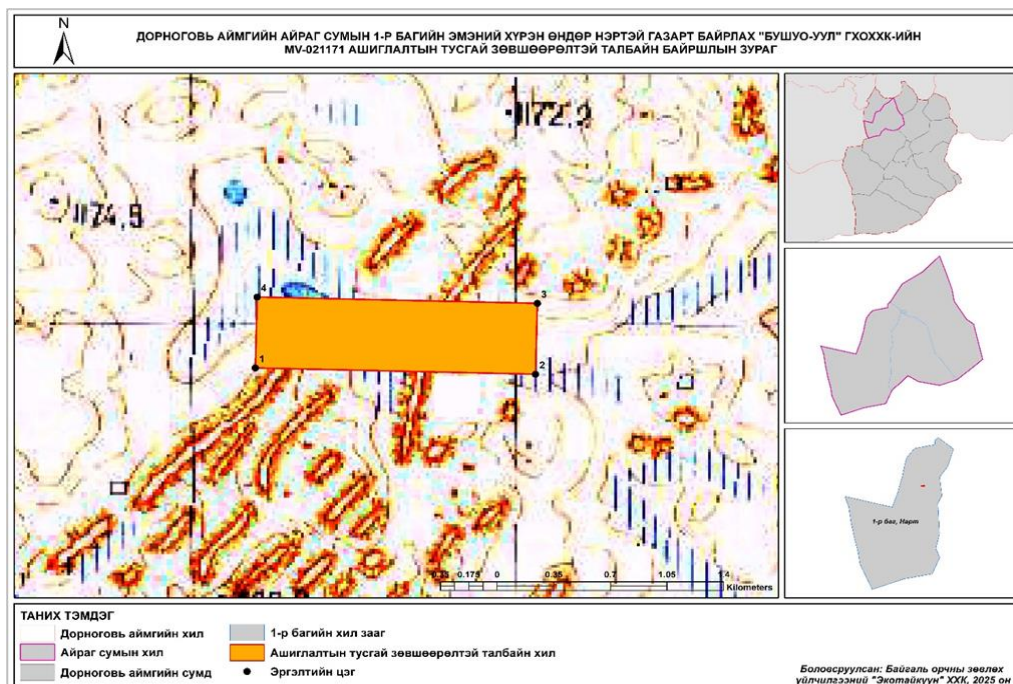 N
ДОРНОГОВЬ АЙМГИЙН АЙРАГ СУМЫН 1-Р БАГИЙН ЭМЭНИЙ ХҮРЭН ӨНДӨР НЭРТЭЙ ГАЗАРТ БАЙРЛАХ "БУШУО-УУЛ" ГХОХХК-ИЙН
MV-021171 АШИГЛАЛТЫН ТУСГАЙ ЗӨВШӨӨРӨЛТЭЙ ТАЛБАЙН БАЙРШЛЫН ЗУРАГ
1172.2
1174.9
4
3
1
2
1-р баг, Нарт
0.175 0 0.35 0.7 1.05 1.4
Kilometers
ТАНИХ ТЭМДЭГ
Дорноговь аймгийн хил
1-р багийн хил зааг
Айраг сумын хил
Ашиглалтын тусгай зөвшөөрөлтэй талбайн хил
Дорноговь аймгийн сумд
Эргэлтийн цэг
Боловсруулсан: Байгаль орчны зөвлөх
үйлчилгээний "Экотайкуун" ХХК, 2025 он